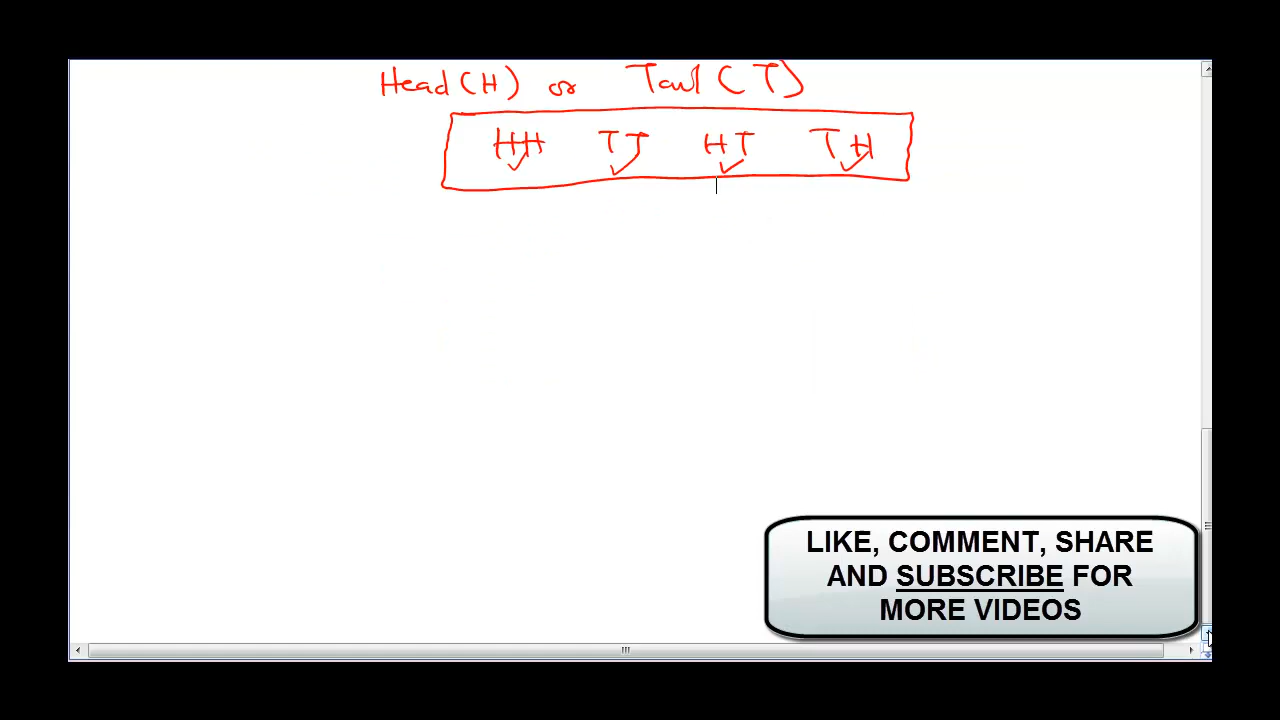 Head (H) or Tail (T)
HH TT HT TH
LIKE, COMMENT, SHARE
AND SUBSCRIBE FOR
MORE VIDEOS